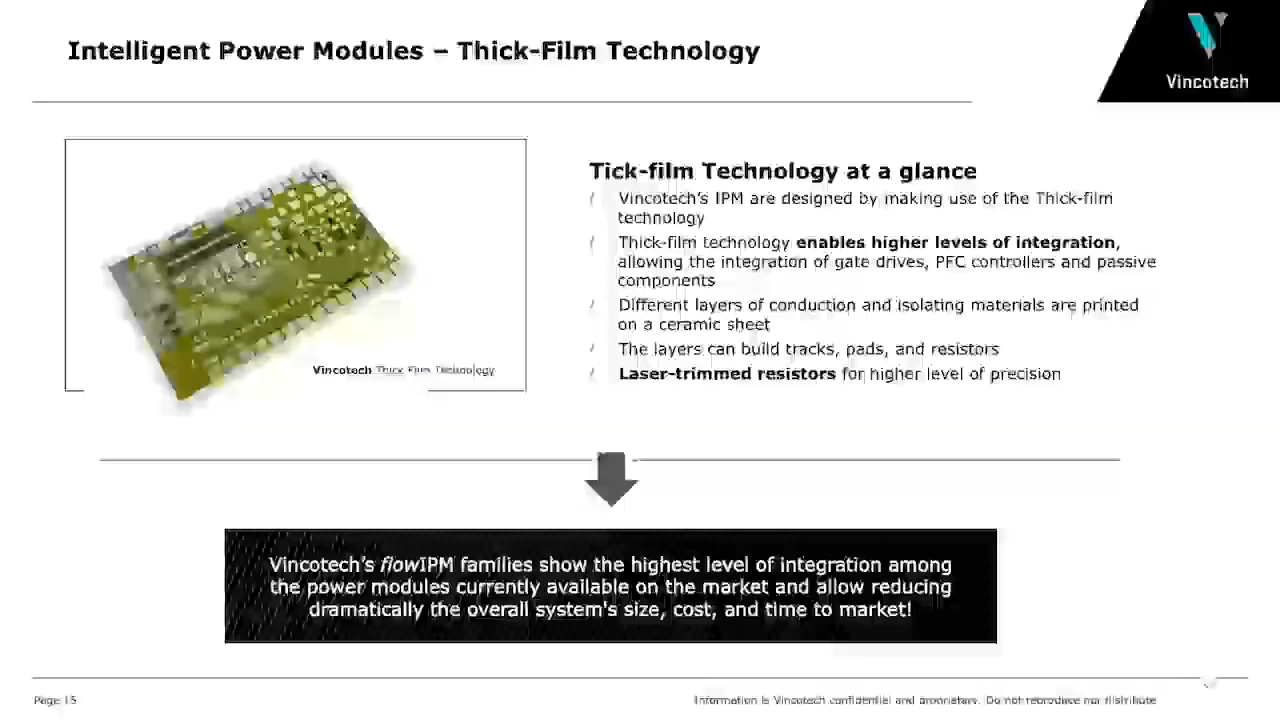 Intelligent Power Modules – Thick-Film Technology
Vincotech
Vincotech Thick Film Technology
Tick-film Technology at a glance
/ Vincotech's IPM are designed by making use of the Thick-film
technology
/ Thick-film technology enables higher levels of integration,
allowing the integration of gate drives, PFC controllers and passive
components
/ Different layers of conduction and isolating materials are printed
on a ceramic sheet
/ The layers can build tracks, pads, and resistors
/ Laser-trimmed resistors for higher level of precision
Vincotech's flowIPM families show the highest level of integration among
the power modules currently available on the market and allow reducing
dramatically the overall system's size, cost, and time to market!
Page 15
Information is Vincotech confidential and proprietary. Do not reproduce nor distribute